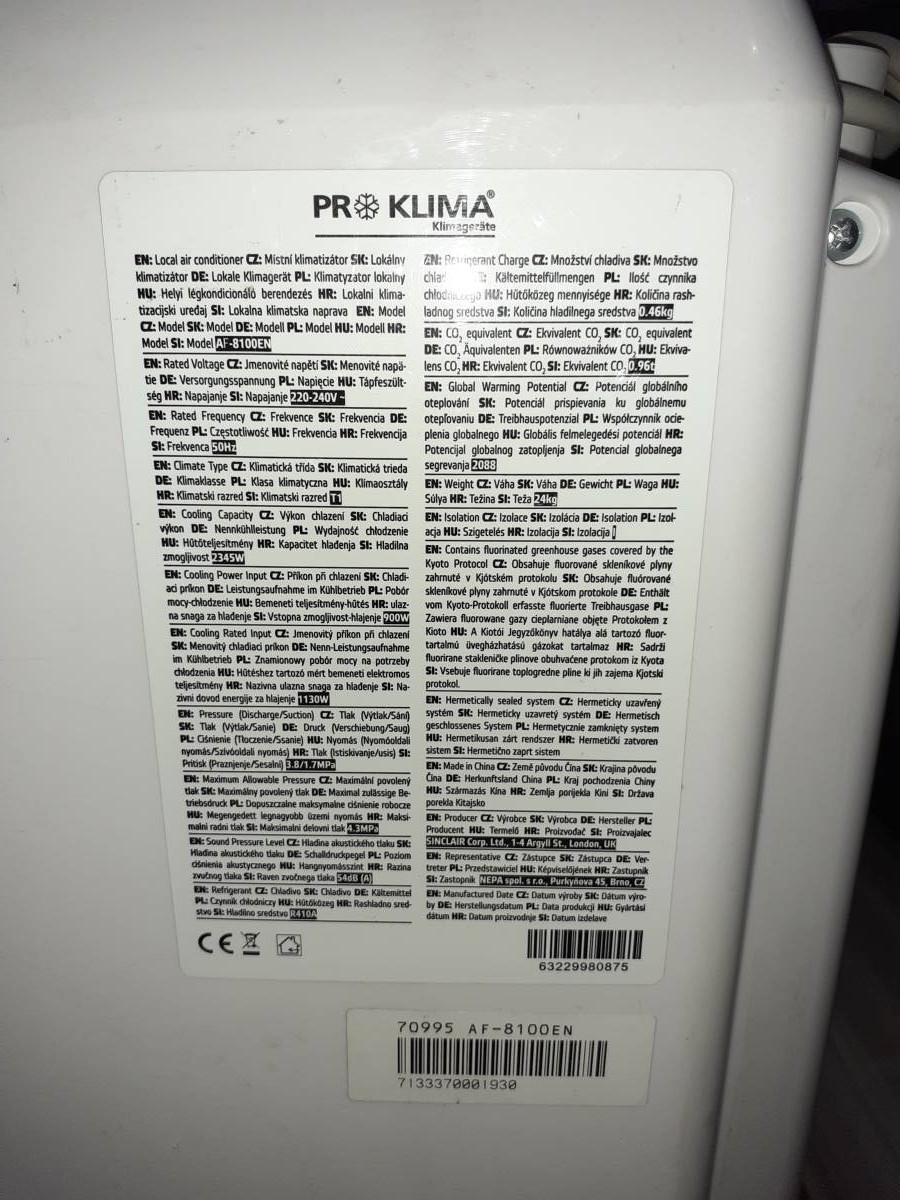 PRO KLIMA®
Klimageräte
EN: Local air conditioner CZ: Místní klimatizátor SK: Lokálny
klimatizátor DE: Lokale Klimagerät PL: Klimatyzator lokalny
HU: Helyi légkondicionáló berendezés HR: Lokalni klima-
tizacijski uređaj SI: Lokalna klimatska naprava EN: Model
CZ: Model SK: Model DE: Modell PL: Model HU: Modell HR:
Model SI: Model AF-8100EN
EN: Rated Voltage CZ: Jmenovité napětí SK: Menovité napä-
tie DE: Versorgungsspannung PL: Napięcie HU: Tápfeszült-
ség HR: Napajanje SI: Napajanje 220-240V ~
EN: Rated Frequency CZ: Frekvence SK: Frekvencia DE:
Frequenz PL: Częstotliwość HU: Frekvencia HR: Frekvencija
SI: Frekvenca 50Hz
EN: Climate Type CZ: Klimatická třída SK: Klimatická trieda
DE: Klimaklasse PL: Klasa klimatyczna HU: Klímaosztály
HR: Klimatski razred SI: Klimatski razred T1
EN: Cooling Capacity CZ: Výkon chlazení SK: Chladiaci
výkon DE: Nennkühlleistung PL: Wydajność chłodzenie
HU: Hűtőteljesítmény HR: Kapacitet hlađenja SI: Hladilna
zmogljivost 2345W
EN: Cooling Power Input CZ: Příkon při chlazení SK: Chladi-
aci príkon DE: Leistungsaufnahme im Kühlbetrieb PL: Pobór
mocy-chłodzenie HU: Bemeneti teljesítmény-hűtés HR: ulaz-
na snaga za hlađenje SI: Vstopna zmogljivost-hlajenje 900W
EN: Cooling Rated Input CZ: Jmenovitý příkon při chlazení
SK: Menovitý chladiaci príkon DE: Nenn-Leistungsaufnahme
im Kühlbetrieb PL: Znamionowy pobór mocy na potrzeby
chłodzenia HU: Hűtéshez tartozó mért bemeneti elektromos
teljesítmény HR: Nazivna ulazna snaga za hlađenje SI: Na-
zivni dovod energije za hlajenje 1130W
EN: Pressure (Discharge/Suction) CZ: Tlak (Výtlak/Sání)
SK: Tlak (Výtlak/Sanie) DE: Druck (Verschiebung/Saug)
PL: Ciśnienie (Tłoczenie/Ssanie) HU: Nyomás (Nyomóoldali
nyomás/Szívóoldali nyomás) HR: Tlak (Istiskivanje/usis) SI:
Pritisk (Praznjenje/Sesalni) 3.8/1.7MPa
EN: Maximum Allowable Pressure CZ: Maximální povolený
tlak SK: Maximálny povolený tlak DE: Maximal zulässige Be-
triebsdruck PL: Dopuszczalne maksymalne ciśnienie robocze
HU: Megengedett legnagyobb üzemi nyomás HR: Maksi-
malni radni tlak SI: Maksimalni delovni tlak 4.3MPa
EN: Sound Pressure Level CZ: Hladina akustického tlaku SK:
Hladina akustického tlaku DE: Schalldruckpegel PL: Poziom
ciśnienia akustycznego HU: Hangnyomásszint HR: Razina
zvučnog tlaka SI: Raven zvočnega tlaka 54dB (A)
EN: Refrigerant CZ: Chladivo SK: Chladivo DE: Kältemittel
PL: Czynnik chłodniczy HU: Hűtőközeg HR: Rashladno sred-
stvo SI: Hladilno sredstvo R410A
EN: Refrigerant Charge CZ: Množství chladiva SK: Množstvo
Kältemittelfüllmengen PL: Ilość czynnika
chłodniczego HU: Hűtőközeg mennyisége HR: Količina rash-
ladnog sredstva SI: Količina hladilnega sredstva 0.46kg
EN: CO₂ equivalent CZ: Ekvivalent CO₂ SK: CO₂ equivalent
DE: CO₂ Äquivalenten PL: Równoważników CO₂ HU: Ekviva-
lens CO₂ HR: Ekvivalent CO₂ SI: Ekvivalent CO₂ 0.96t
EN: Global Warming Potential CZ: Potenciál globálního
oteplování SK: Potenciál prispievania ku globálnemu
otepľovaniu DE: Treibhauspotenzial PL: Współczynnik ocie-
plenia globalnego HU: Globális felmelegedési potenciál HR:
Potencijal globalnog zatopljenja SI: Potencial globalnega
segrevanja 2088
EN: Weight CZ: Váha SK: Váha DE: Gewicht PL: Waga HU:
Súlya HR: Težina SI: Teža 24kg
EN: Isolation CZ: Izolace SK: Izolácia DE: Isolation PL: Izol-
acja HU: Szigetelés HR: Izolacija SI: Izolacija I
EN: Contains fluorinated greenhouse gases covered by the
Kyoto Protocol CZ: Obsahuje fluorované skleníkové plyny
zahrnuté v Kjótském protokolu SK: Obsahuje fluórované
skleníkové plyny zahrnuté v Kjótskom protokole DE: Enthält
vom Kyoto-Protokoll erfasste fluorierte Treibhausgase PL:
Zawiera fluorowane gazy cieplarniane objęte Protokołem z
Kioto HU: A Kiotói Jegyzőkönyv hatálya alá tartozó fluor-
tartalmú üvegházhatású gázokat tartalmaz HR: Sadrži
fluorirane stakleničke plinove obuhvaćene protokom iz Kyota
SI: Vsebuje fluorirane toplogredne pline ki jih zajema Kjotski
protokol.
EN: Hermetically sealed system CZ: Hermeticky uzavřený
systém SK: Hermeticky uzavretý systém DE: Hermetisch
geschlossenes System PL: Hermetycznie zamknięty system
HU: Hermetikusan zárt rendszer HR: Hermetički zatvoren
sistem SI: Hermetično zaprt sistem
EN: Made in China CZ: Země původu Čína SK: Krajina pôvodu
Čína DE: Herkunftsland China PL: Kraj pochodzenia Chiny
HU: Származás Kína HR: Zemlja porijekla Kini SI: Država
porekla Kitajsko
EN: Producer CZ: Výrobce SK: Výrobca DE: Hersteller PL:
Producent HU: Termelő HR: Proizvođač SI: Proizvajalec
SINCLAIR Corp. Ltd., 1-4 Argyll St., London, UK
EN: Representative CZ: Zástupce SK: Zástupca DE: Ver-
treter PL: Przedstawiciel HU: Képviselőjének HR: Zastupnik
SI: Zastopnik NEPA spol. s r.o., Purkyňova 45, Brno, CZ
EN: Manufactured Date CZ: Datum výroby SK: Dátum výro-
by DE: Herstellungsdatum PL: Data produkcji HU: Gyártási
dátum HR: Datum proizvodnje SI: Datum izdelave
CE
63229980875
70995 AF-8100EN
7133370001930